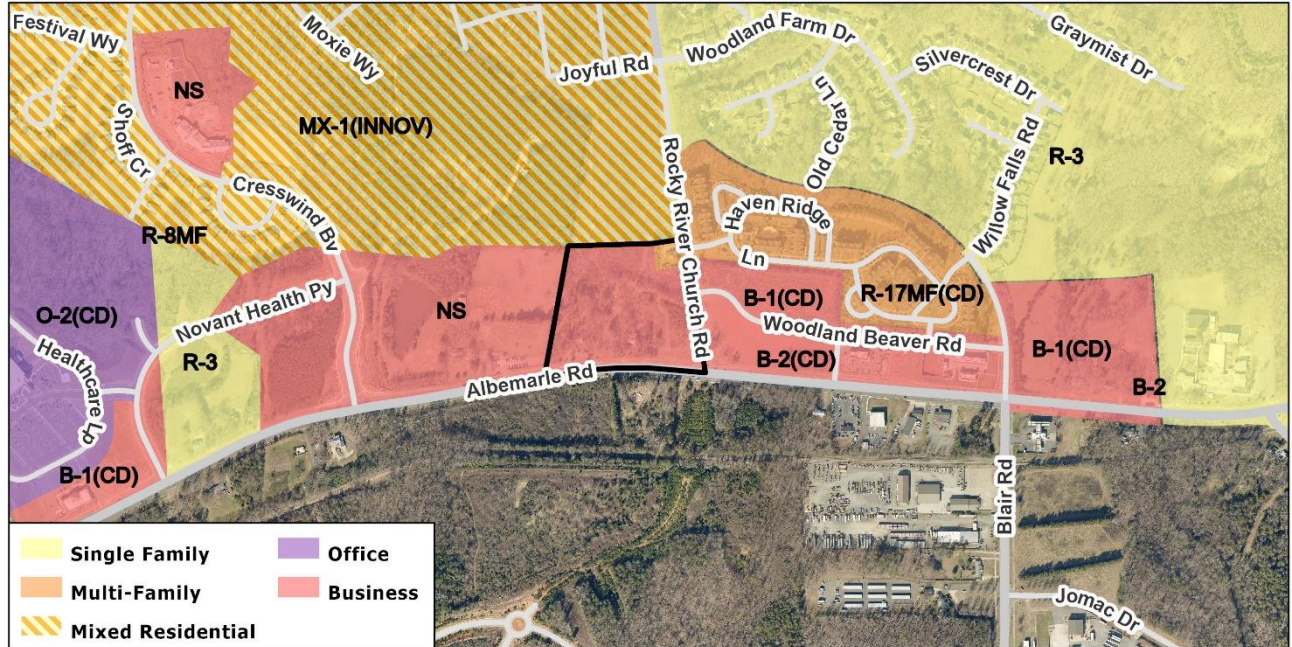 Festival Wy
Moxie Wy
Joyful Rd
Woodland Farm Dr
Graymist Dr
Silvercrest Dr
NS
Shoff Cr
MX-1(INNOV)
Old Cedar Ln
Willow Falls Rd
R-3
Cresswind Bv
Rocky River Church Rd
Haven Ridge
Ln
R-8MF
O-2(CD)
Novant Health Py
NS
B-1(CD)
R-17MF(CD)
Healthcare Lp
R-3
Woodland Beaver Rd
B-1(CD)
Albemarle Rd
B-2(CD)
B-2
B-1(CD)
Blair Rd
Jomac Dr
Single Family
Office
Multi-Family
Business
Mixed Residential